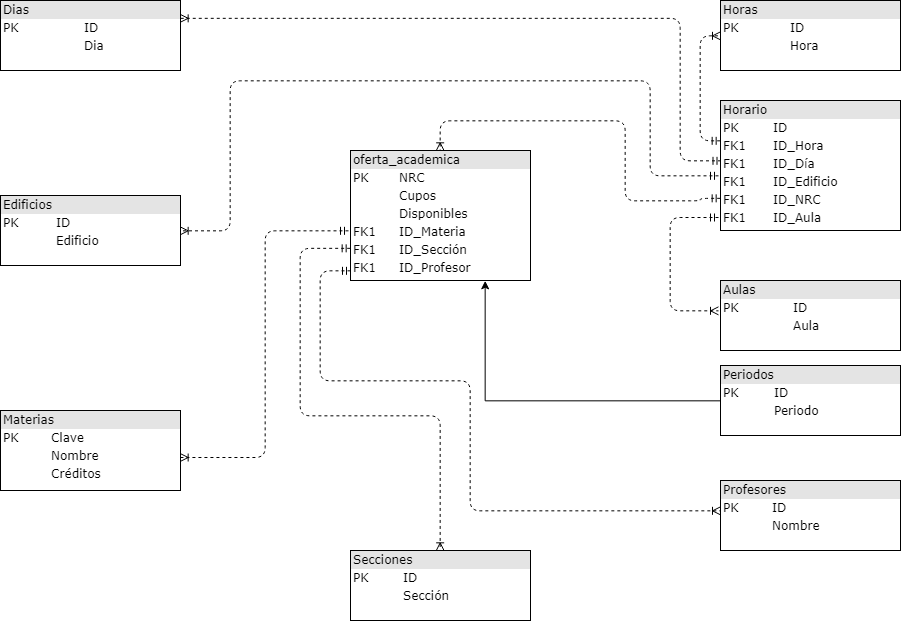 Dias
PK ID
Dia
Horas
PK ID
Hora
Horario
PK ID
FK1 ID_Hora
FK1 ID_Día
FK1 ID_Edificio
FK1 ID_NRC
FK1 ID_Aula
oferta_academica
PK NRC
Cupos
Disponibles
FK1 ID_Materia
FK1 ID_Sección
FK1 ID_Profesor
Edificios
PK ID
Edificio
Aulas
PK ID
Aula
Periodos
PK ID
Periodo
Materias
PK Clave
Nombre
Créditos
Profesores
PK ID
Nombre
Secciones
PK ID
Sección